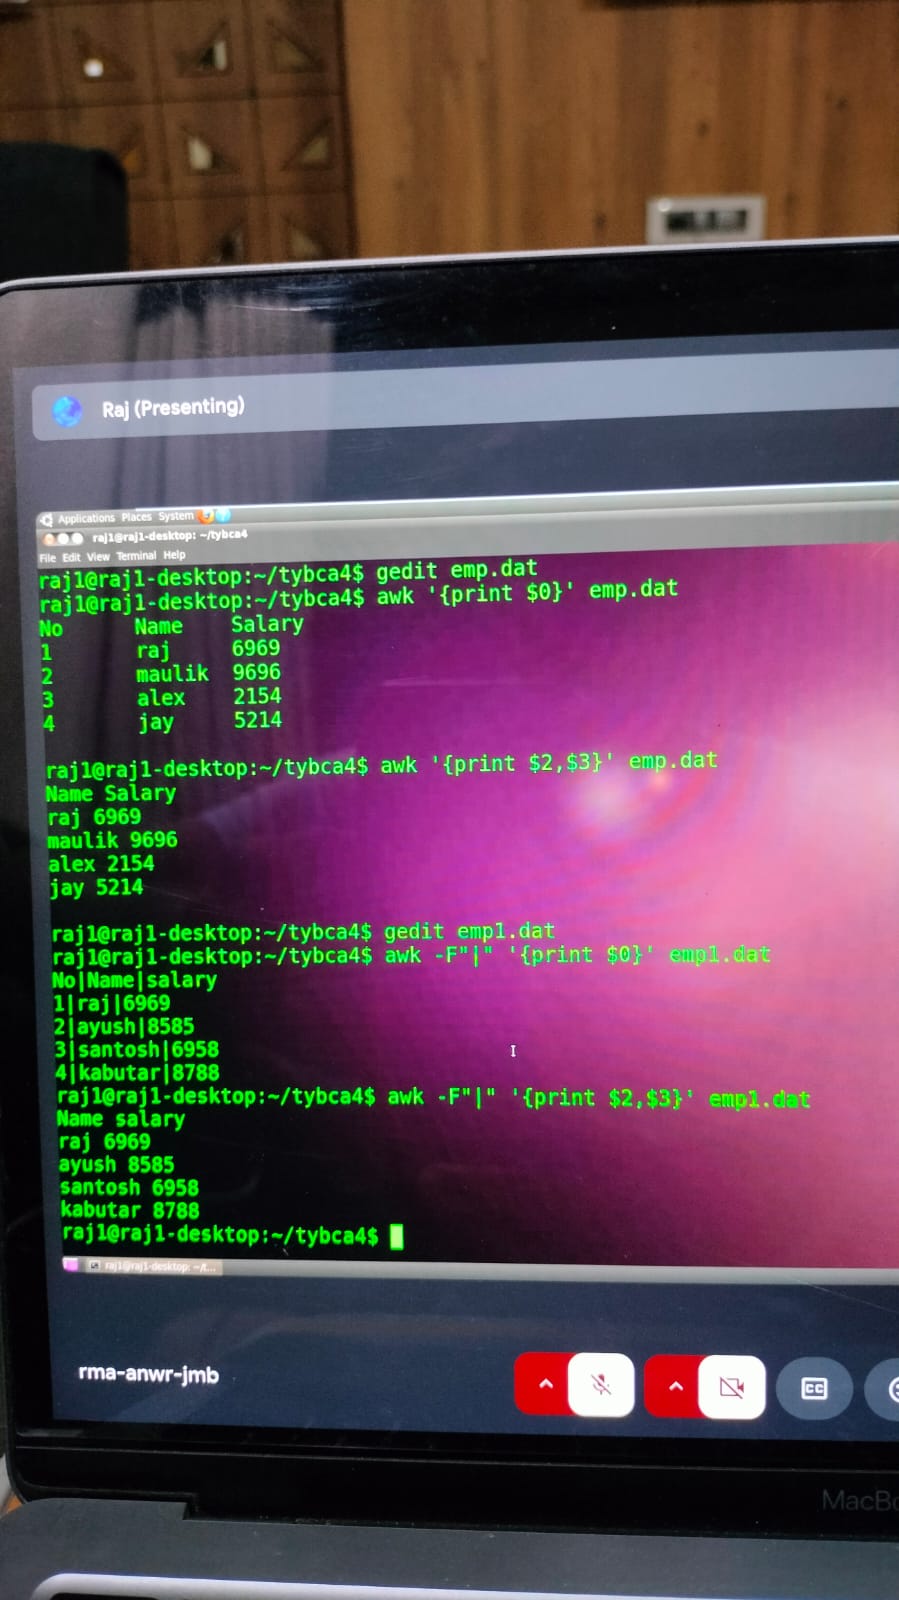 Raj (Presenting)
Applications Places System
raj1@raj1-desktop: ~/tybca4
File Edit View Terminal Help
raj1@raj1-desktop:~/tybca4$ gedit emp.dat
raj1@raj1-desktop:~/tybca4$ awk '{print $0}' emp.dat
No Name Salary
1 raj 6969
2 maulik 9696
3 alex 2154
4 jay 5214
raj1@raj1-desktop:~/tybca4$ awk '{print $2,$3}' emp.dat
Name Salary
raj 6969
maulik 9696
alex 2154
jay 5214
raj1@raj1-desktop:~/tybca4$ gedit emp1.dat
raj1@raj1-desktop:~/tybca4$ awk -F"|" '{print $0}' emp1.dat
No|Name|salary
1|raj|6969
2|ayush|8585
3|santosh|6958
4|kabutar|8788
raj1@raj1-desktop:~/tybca4$ awk -F"|" '{print $2,$3}' emp1.dat
Name salary
raj 6969
ayush 8585
santosh 6958
kabutar 8788
raj1@raj1-desktop:~/tybca4$
raj1@raj1-desktop: ~/t...
rma-anwr-jmb
CC
MacBo